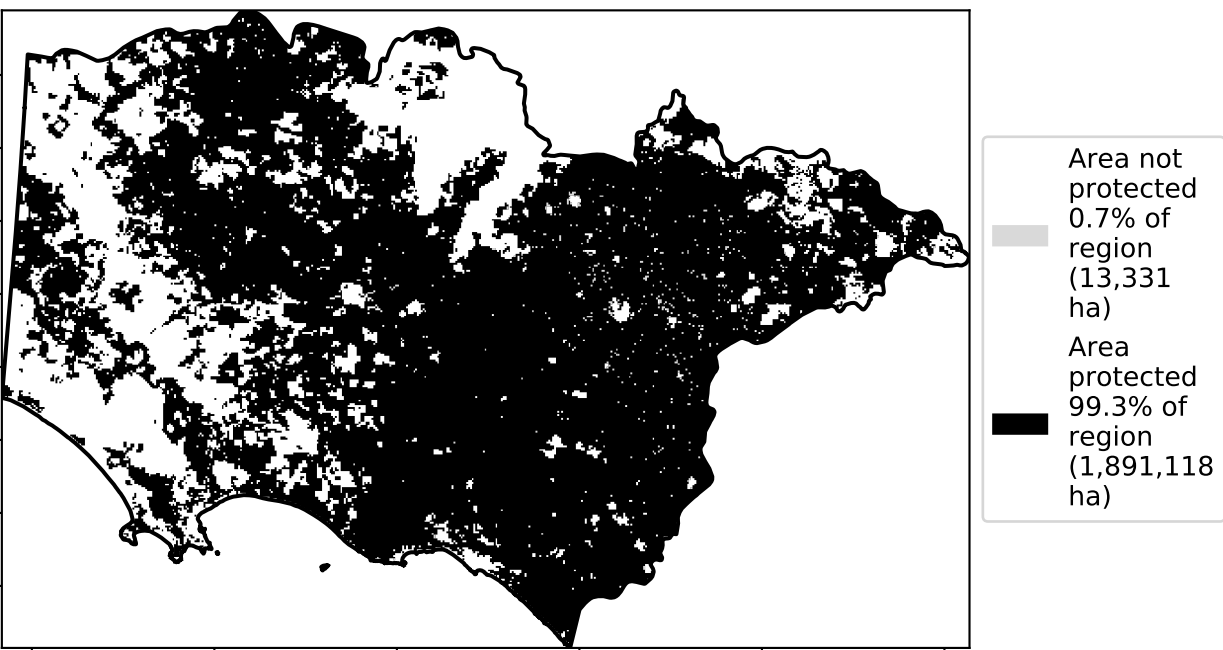 Area not
protected
0.7% of
region
(13,331
ha)
Area
protected
99.3% of
region
(1,891,118
ha)